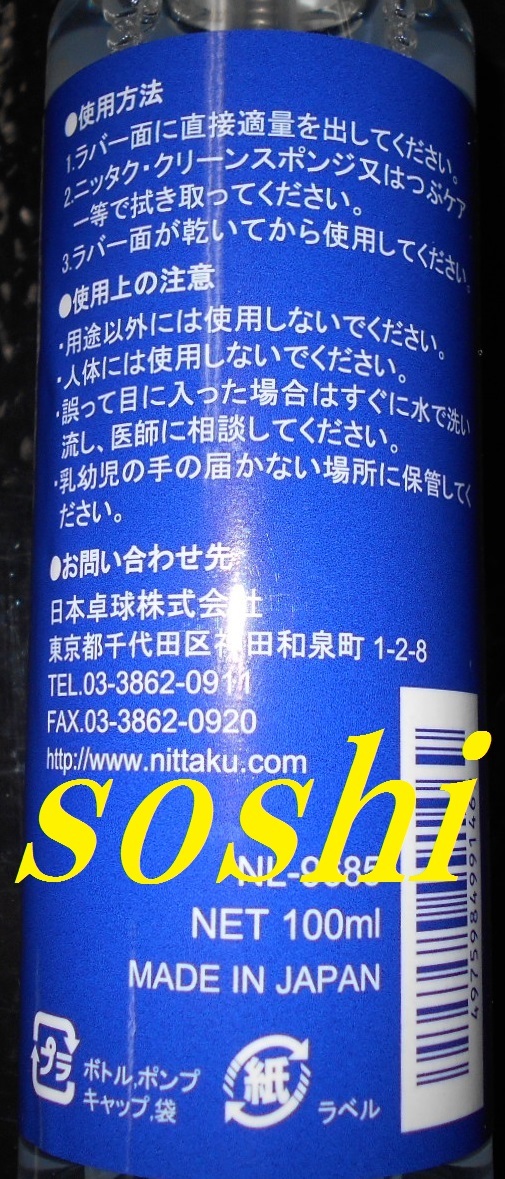 ●使用方法
1.ラバー面に直接適量を出してください。
2.ニッタク・クリーンスポンジ又はつぶケア
ー等で拭き取ってください。
3.ラバー面が乾いてから使用してください。
●使用上の注意
・用途以外には使用しないでください。
・人体には使用しないでください。
・誤って目に入った場合はすぐに水で洗い
流し、医師に相談してください。
・乳幼児の手の届かない場所に保管してく
ださい。
●お問い合わせ先
日本卓球株式会社
東京都千代田区神田和泉町 1-2-8
TEL.03-3862-0911
FAX.03-3862-0920
http://www.nittaku.com
soshi
NET 100ml
MADE IN JAPAN
プラ
ボトル,ポンプ
キャップ,袋
紙
ラベル